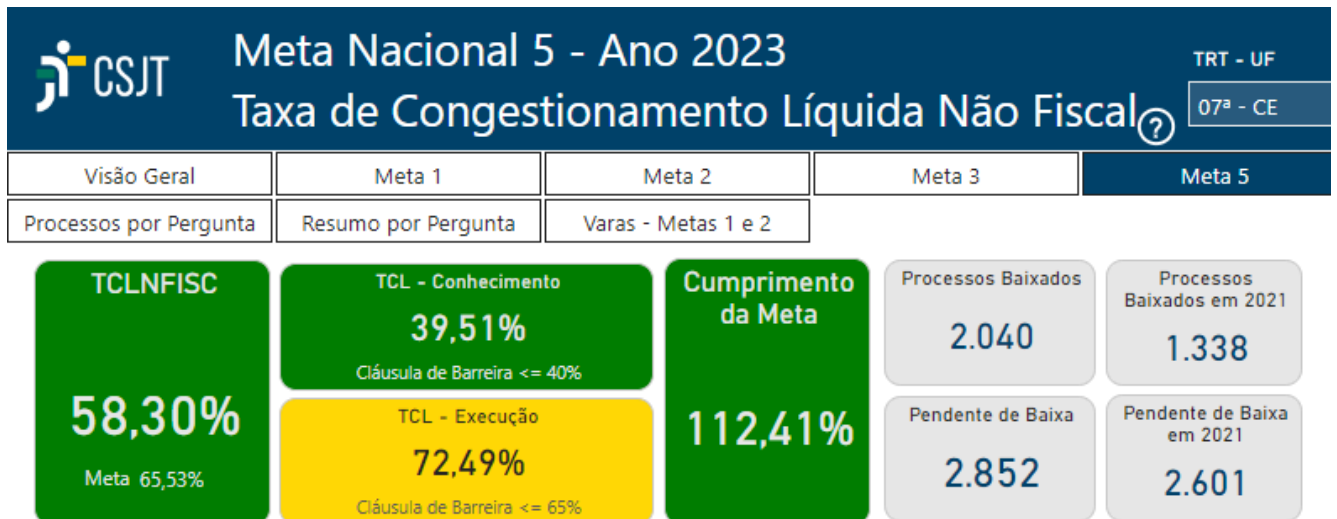 CSJT
Meta Nacional 5 - Ano 2023
Taxa de Congestionamento Líquida Não Fiscal
?
TRT - UF
07ª - CE
Visão Geral
Meta 1
Meta 2
Meta 3
Meta 5
Processos por Pergunta
Resumo por Pergunta
Varas - Metas 1 e 2
TCLNFISC
58,30%
Meta 65,53%
TCL - Conhecimento
39,51%
Cláusula de Barreira <= 40%
TCL - Execução
72,49%
Cláusula de Barreira <= 65%
Cumprimento
da Meta
112,41%
Processos Baixados
2.040
Processos
Baixados em 2021
1.338
Pendente de Baixa
2.852
Pendente de Baixa
em 2021
2.601